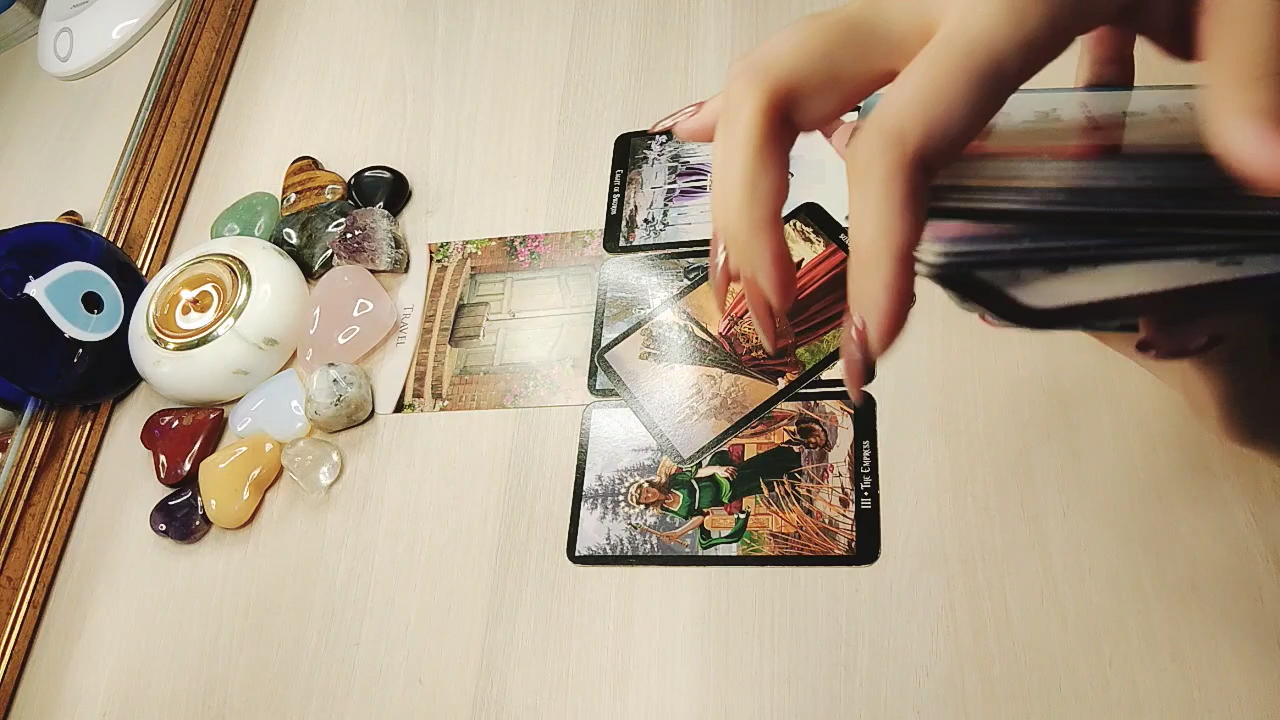 EIGHT OF SWORDS
TRAVEL
III • THE EMPRESS